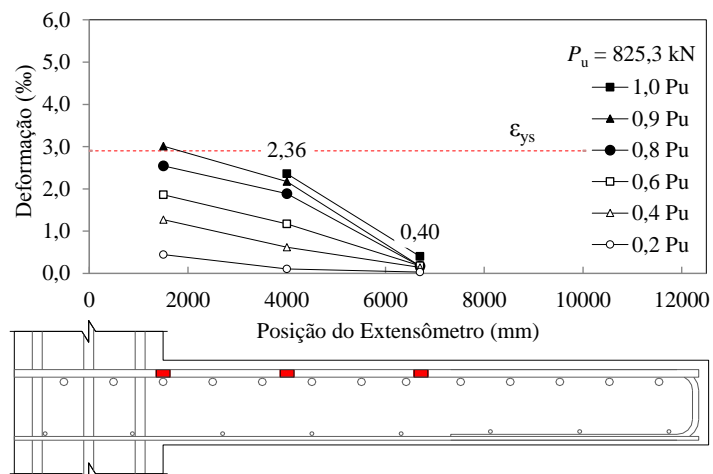 6,0
5,0
4,0
3,0
2,0
1,0
0,0
Deformação (‰)
0
2000
4000
6000
8000
10000
12000
Posição do Extensômetro (mm)
2,36
0,40
εys
Pu = 825,3 kN
1,0 Pu
0,9 Pu
0,8 Pu
0,6 Pu
0,4 Pu
0,2 Pu